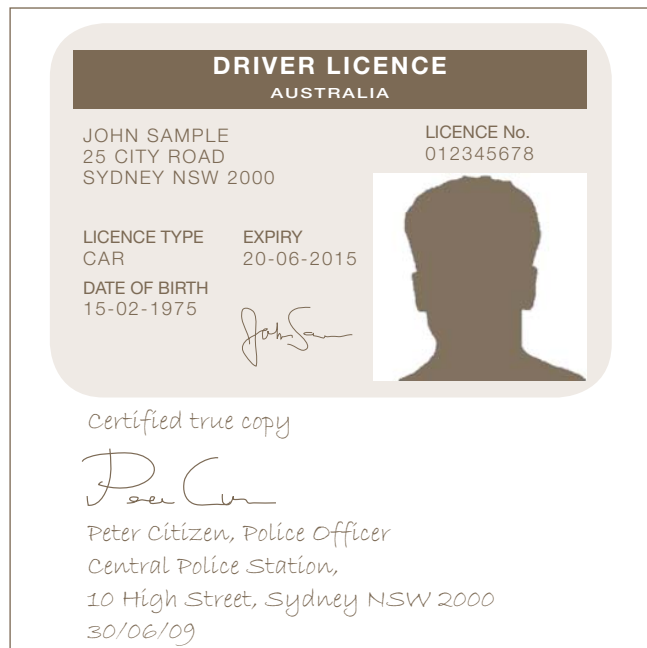 DRIVER LICENCE
AUSTRALIA
JOHN SAMPLE
25 CITY ROAD
SYDNEY NSW 2000
LICENCE No.
012345678
LICENCE TYPE
CAR
EXPIRY
20-06-2015
DATE OF BIRTH
15-02-1975
John Sam
Certified true copy
Peter Citizen, Police Officer
Central Police Station,
10 High Street, Sydney NSW 2000
30/06/09